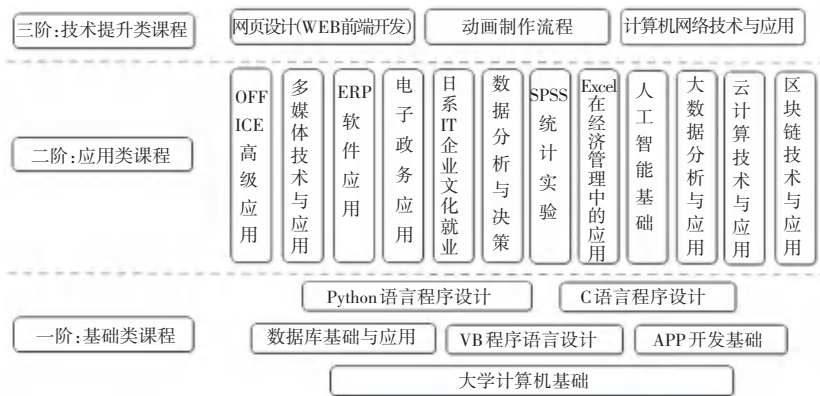 三阶:技术提升类课程
网页设计(WEB前端开发)
动画制作流程
计算机网络技术与应用
二阶:应用类课程
OFFICE高级应用
多媒体技术与应用
ERP软件应用
电子政务应用
日系IT企业文化就业
数据分析与决策
SPSS统计实验
Excel在经济管理中的应用
人工智能基础
大数据分析与应用
云计算技术与应用
区块链技术与应用
一阶:基础类课程
Python语言程序设计
C语言程序设计
数据库基础与应用
VB程序语言设计
APP开发基础
大学计算机基础